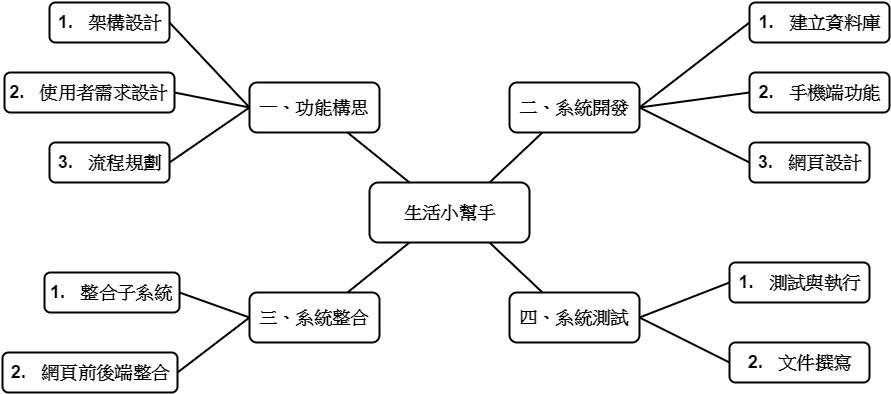 生活小幫手
一、功能構思
1. 架構設計
2. 使用者需求設計
3. 流程規劃
二、系統開發
1. 建立資料庫
2. 手機端功能
3. 網頁設計
三、系統整合
1. 整合子系統
2. 網頁前後端整合
四、系統測試
1. 測試與執行
2. 文件撰寫